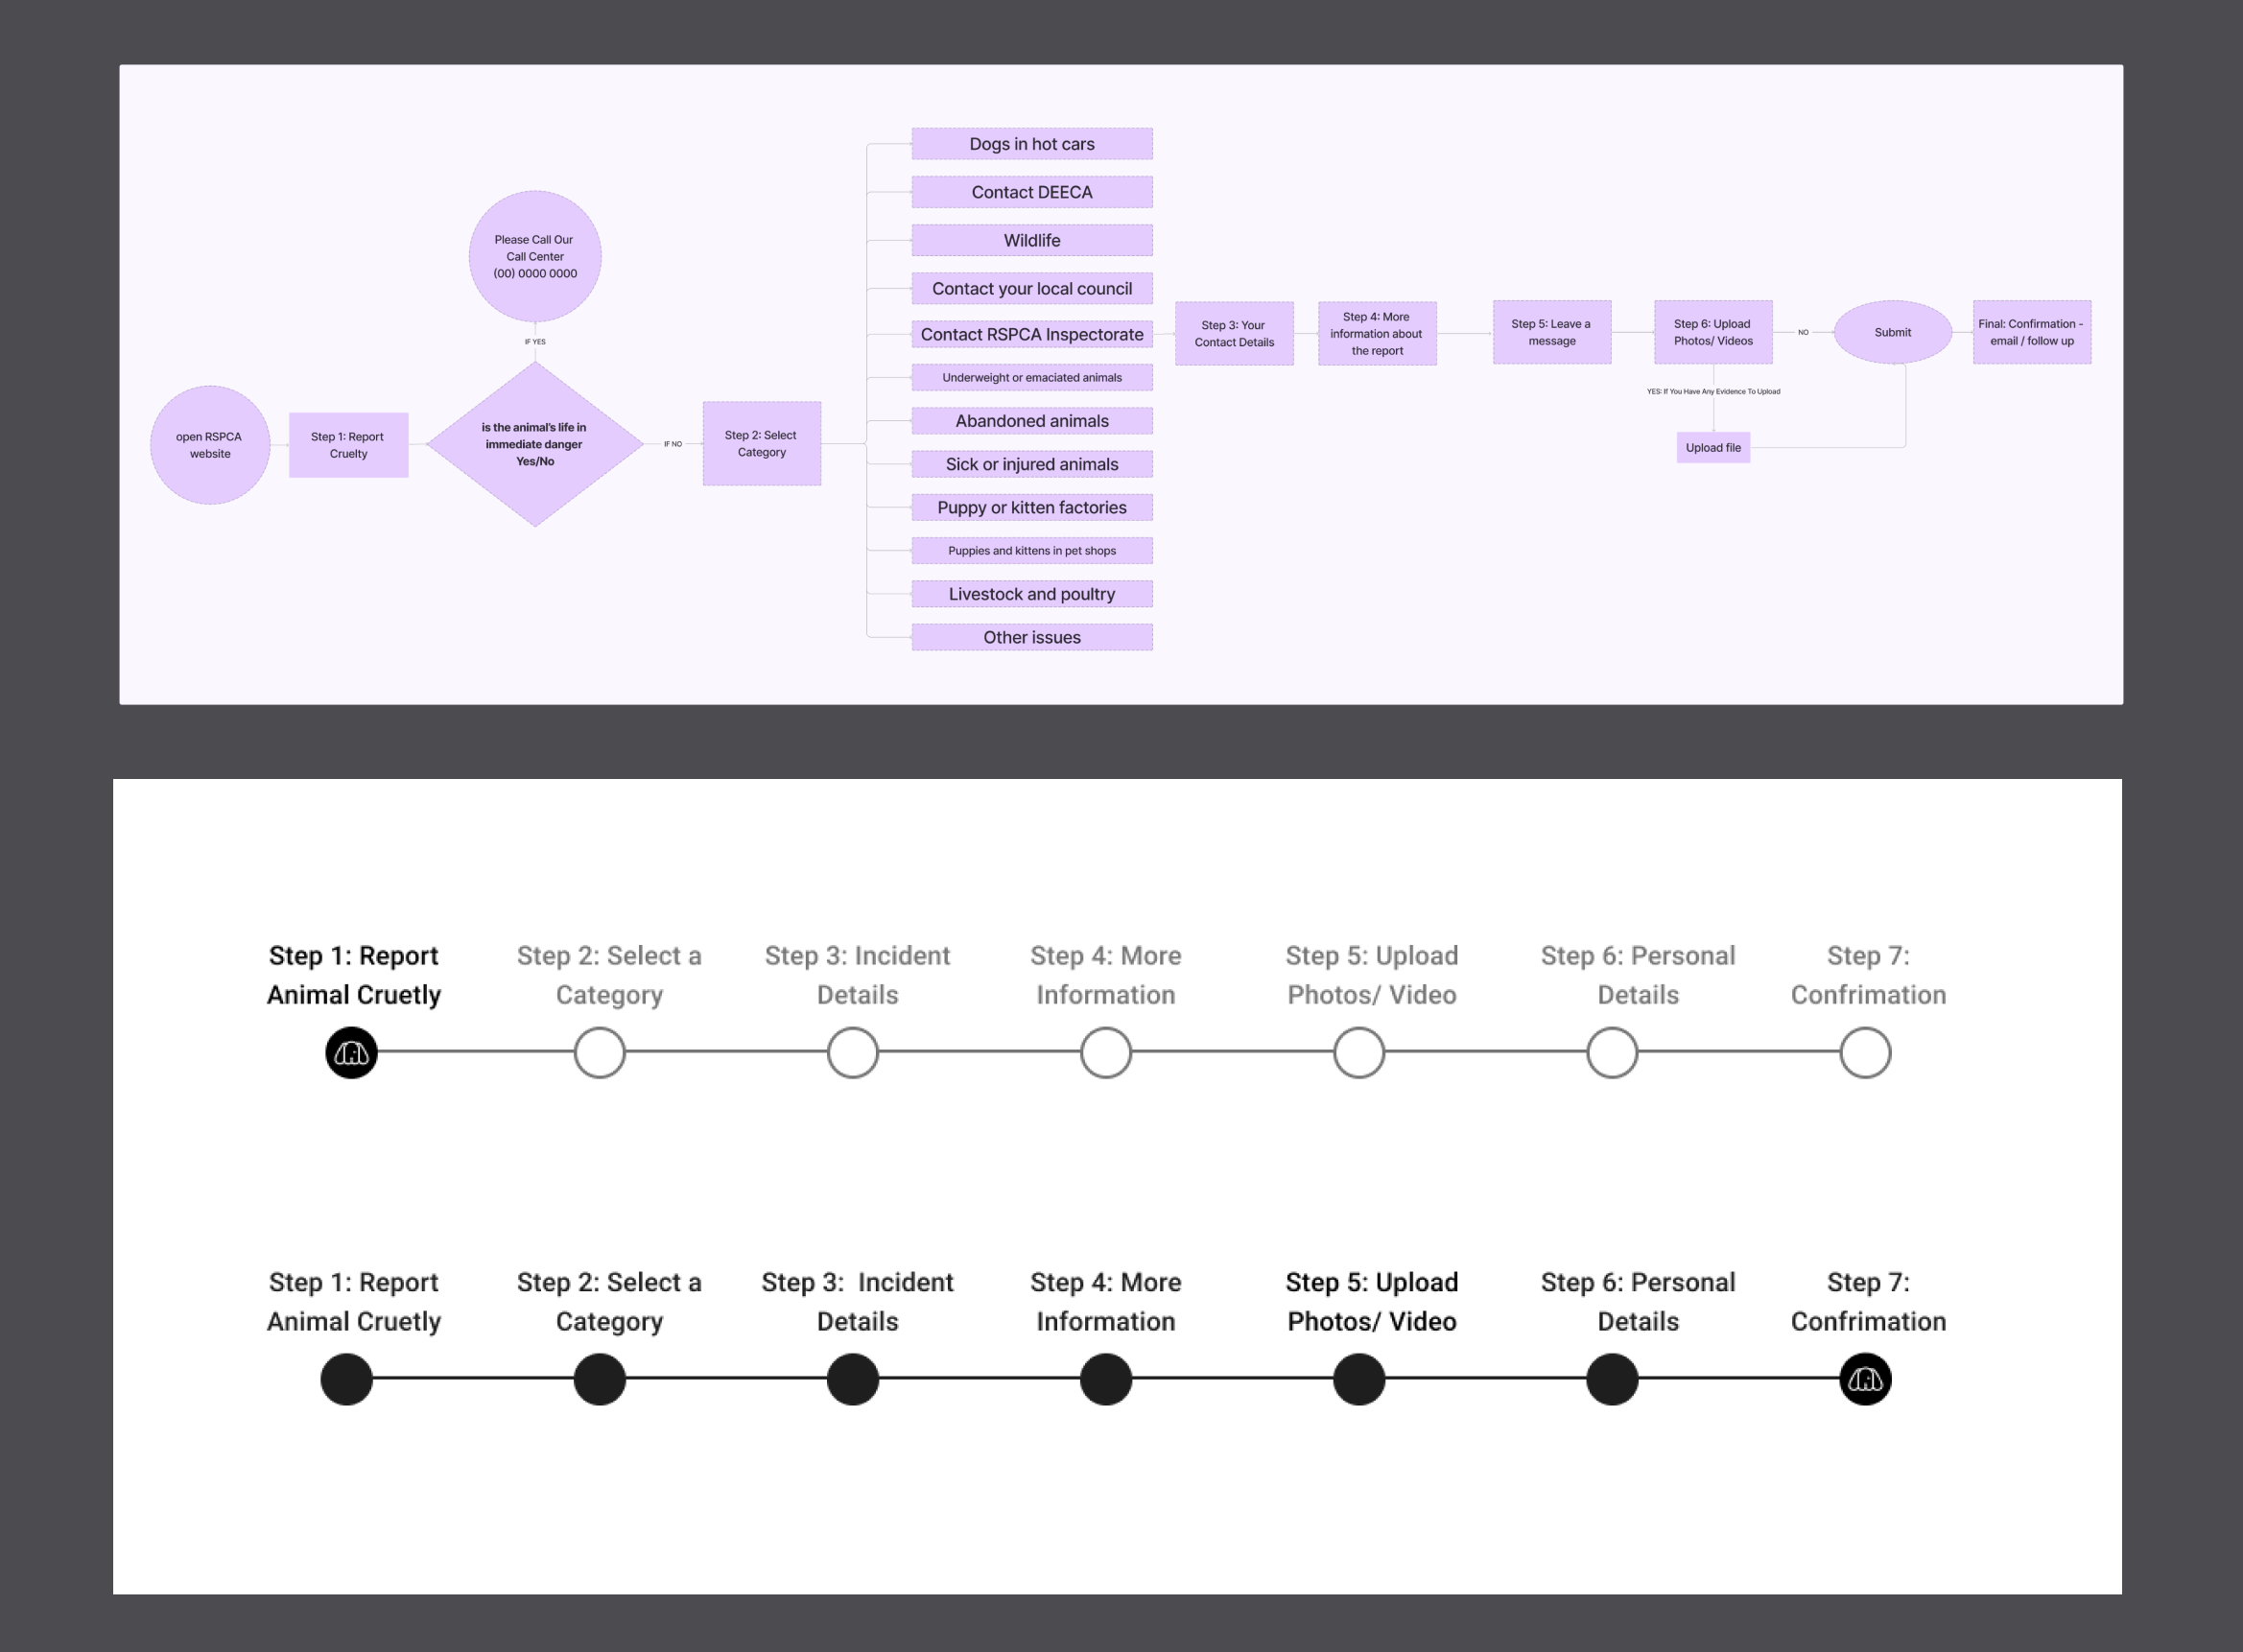 open RSPCA
website
Step 1: Report
Cruelty
is the animal's life in
immediate danger
Yes/No
IF YES
Please Call Our
Call Center
(00) 0000 0000
IF NO
Step 2: Select
Category
Dogs in hot cars
Contact DEECA
Wildlife
Contact your local council
Contact RSPCA Inspectorate
Underweight or emaciated animals
Abandoned animals
Sick or injured animals
Puppy or kitten factories
Puppies and kittens in pet shops
Livestock and poultry
Other issues
Step 3: Your
Contact Details
Step 4: More
information about
the report
Step 5: Leave a
message
Step 6: Upload
Photos/ Videos
NO
YES: If You Have Any Evidence To Upload
Upload file
Submit
Final: Confirmation -
email / follow up
Step 1: Report
Animal Cruetly
Step 2: Select a
Category
Step 3: Incident
Details
Step 4: More
Information
Step 5: Upload
Photos/ Video
Step 6: Personal
Details
Step 7:
Confrimation
Step 1: Report
Animal Cruetly
Step 2: Select a
Category
Step 3:  Incident
Details
Step 4: More
Information
Step 5: Upload
Photos/ Video
Step 6: Personal
Details
Step 7:
Confrimation